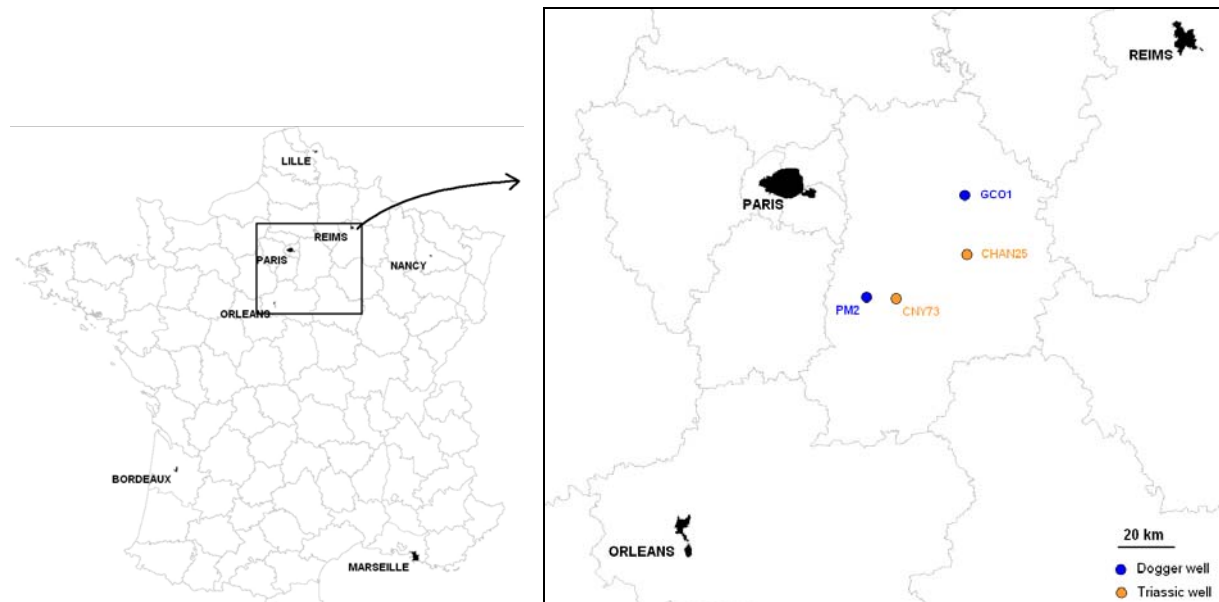 LILLE
REIMS
PARIS
NANCY
ORLEANS
BORDEAUX
MARSEILLE
REIMS
PARIS
GCO1
CHAN25
PM2
CNY73
ORLEANS
20 km
Dogger well
Triassic well